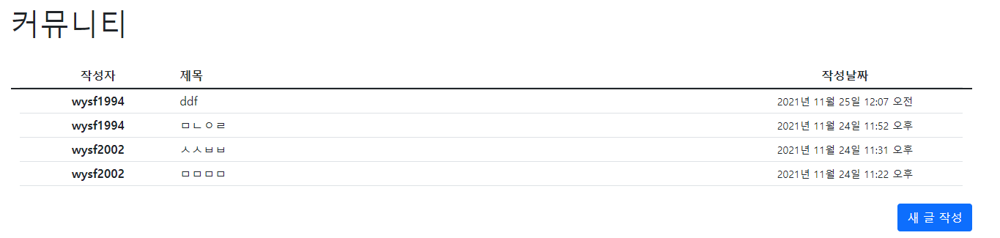 커뮤니티
작성자 제목 작성날짜
wysf1994 ddf 2021년 11월 25일 12:07 오전
wysf1994 ㅁㄴㅇㄹ 2021년 11월 24일 11:52 오후
wysf2002 ㅅㅅㅂㅂ 2021년 11월 24일 11:31 오후
wysf2002 ㅁㅁㅁㅁ 2021년 11월 24일 11:22 오후
새 글 작성